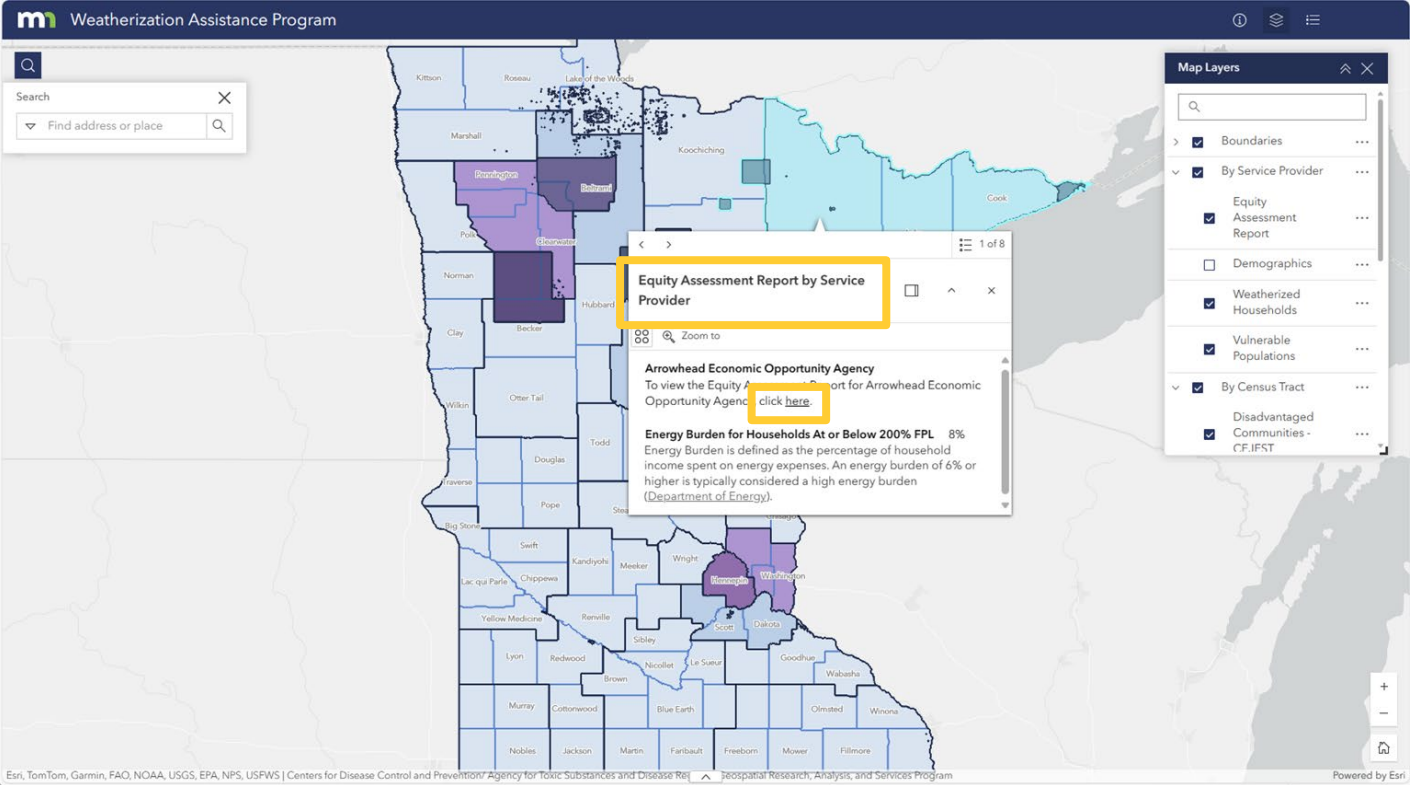 mn Weatherization Assistance Program
Search
Find address or place
Kittson
Roseau
Lake of the Woods
Marshall
Koochiching
Pennington
Beltrami
Cook
Polk
Clearwater
Norman
Hubbard
Clay
Becker
Otter Tail
Wilkin
Todd
Douglas
Traverse
Pope
Big Stone
Swift
Kandiyohi
Meeker
Wright
Hennepin
Washington
Lac qui Parle
Chippewa
Yellow Medicine
Renville
Scott
Dakota
Sibley
Lyon
Redwood
Nicollet
Le Sueur
Goodhue
Wabasha
Brown
Murray
Cottonwood
Blue Earth
Olmsted
Winona
Nobles
Jackson
Martin
Faribault
Freeborn
Mower
Fillmore
1 of 8
Equity Assessment Report by Service
Provider
Zoom to
Arrowhead Economic Opportunity Agency
To view the Equity A ort for Arrowhead Economic
Opportunity Agenc click here.
Energy Burden for Households At or Below 200% FPL 8%
Energy Burden is defined as the percentage of household
income spent on energy expenses. An energy burden of 6% or
higher is typically considered a high energy burden
(Department of Energy).
Map Layers
Boundaries
By Service Provider
Equity
Assessment
Report
Demographics
Weatherized
Households
Vulnerable
Populations
By Census Tract
Disadvantaged
Communities -
CEJEST
Esri, TomTom, Garmin, FAO, NOAA, USGS, EPA, NPS, USFWS | Centers for Disease Control and Prevention/ Agency for Toxic Substances and Disease Re Geospatial Research, Analysis, and Services Program
Powered by Esri